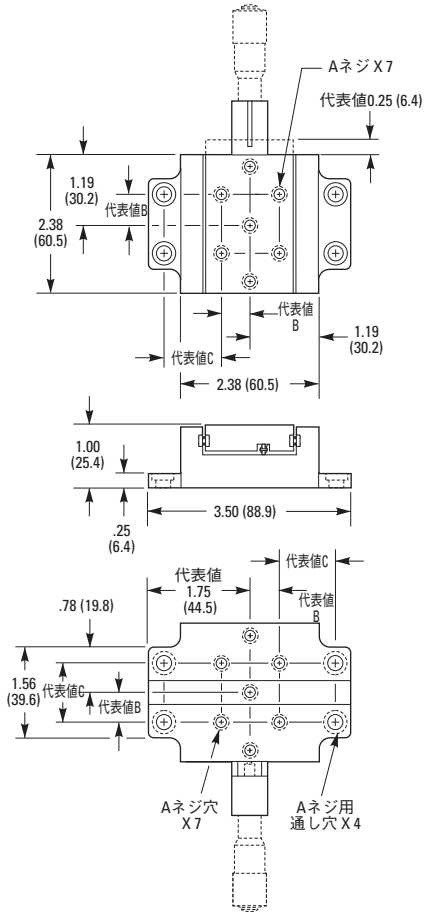 Aネジ X 7
代表値0.25 (6.4)
1.19
(30.2)
代表値B
2.38
(60.5)
代表値
B
1.19
(30.2)
代表値C
2.38 (60.5)
1.00
(25.4)
.25
(6.4)
3.50 (88.9)
代表値C
代表値
1.75
(44.5)
代表値
B
.78 (19.8)
1.56
(39.6)
代表値C
代表値B
Aネジ穴
X 7
Aネジ用
通し穴 X 4